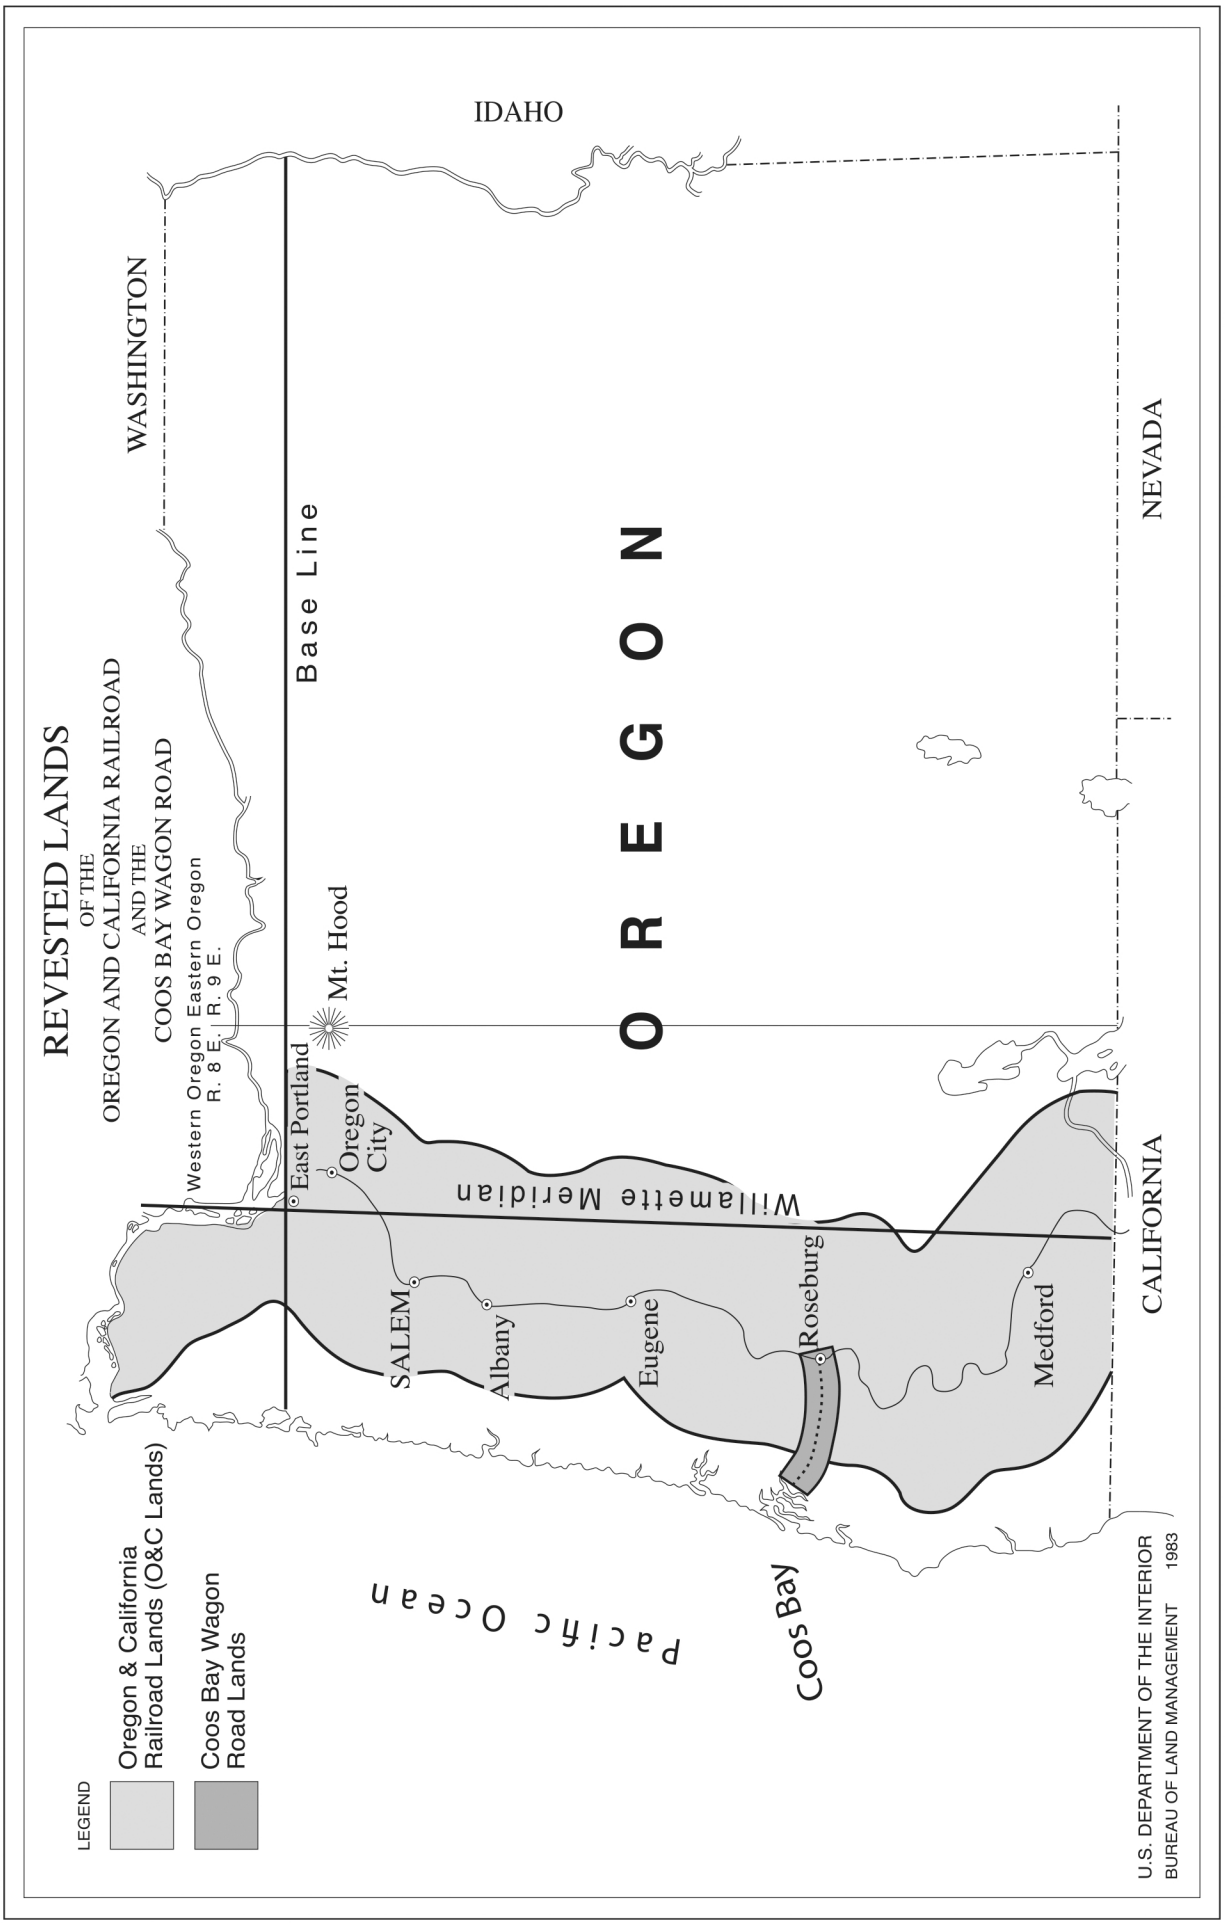 REVESTED LANDS
OF THE
OREGON AND CALIFORNIA RAILROAD
AND THE
COOS BAY WAGON ROAD
Western Oregon Eastern Oregon
R. 8 E. R. 9 E.
WASHINGTON
IDAHO
Base Line
Mt. Hood
East Portland
Oregon
City
Willamette Meridian
OREGON
SALEM
Albany
Eugene
Roseburg
Medford
Pacific Ocean
Coos Bay
CALIFORNIA
NEVADA
LEGEND
Oregon & California
Railroad Lands (O&C Lands)
Coos Bay Wagon
Road Lands
U.S. DEPARTMENT OF THE INTERIOR
BUREAU OF LAND MANAGEMENT 1983